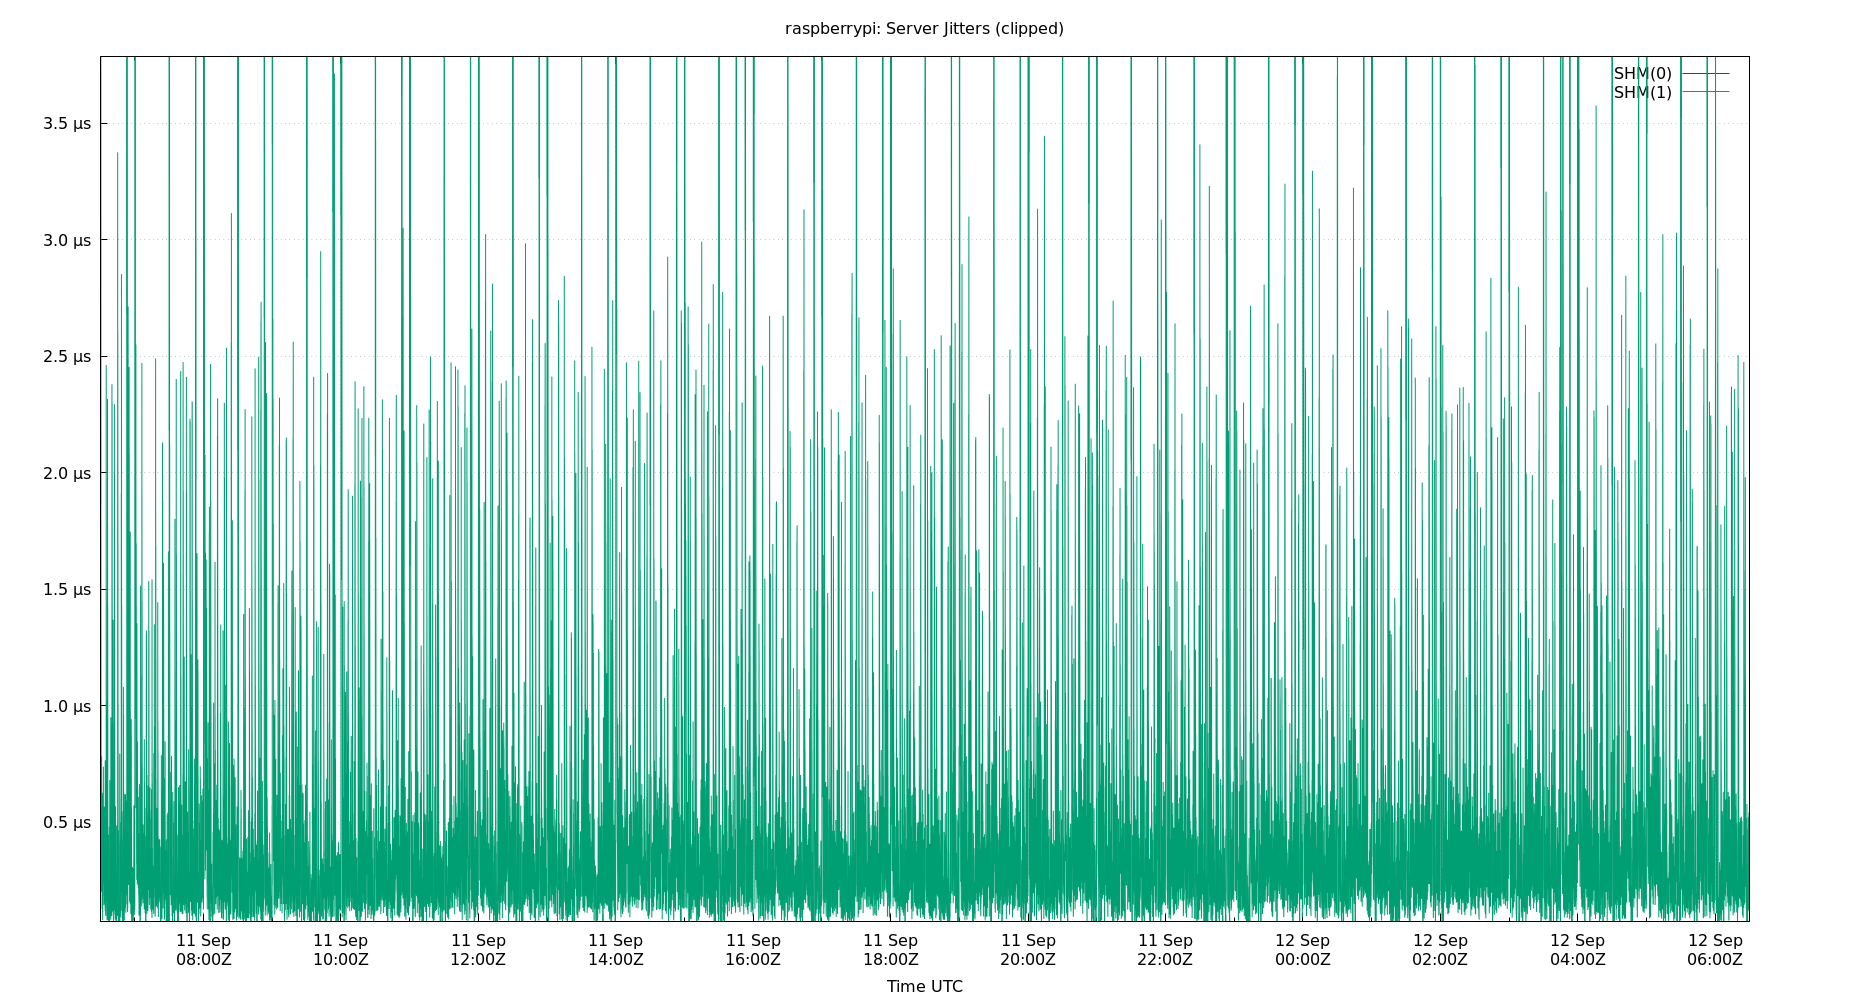 raspberrypi: Server Jitters (clipped)
SHM(0)
SHM(1)
3.5 µs
3.0 µs
2.5 µs
2.0 µs
1.5 µs
1.0 µs
0.5 µs
11 Sep 11 Sep 11 Sep 11 Sep 11 Sep 11 Sep 11 Sep 11 Sep 12 Sep 12 Sep 12 Sep 12 Sep
08:00Z 10:00Z 12:00Z 14:00Z 16:00Z 18:00Z 20:00Z 22:00Z 00:00Z 02:00Z 04:00Z 06:00Z
Time UTC